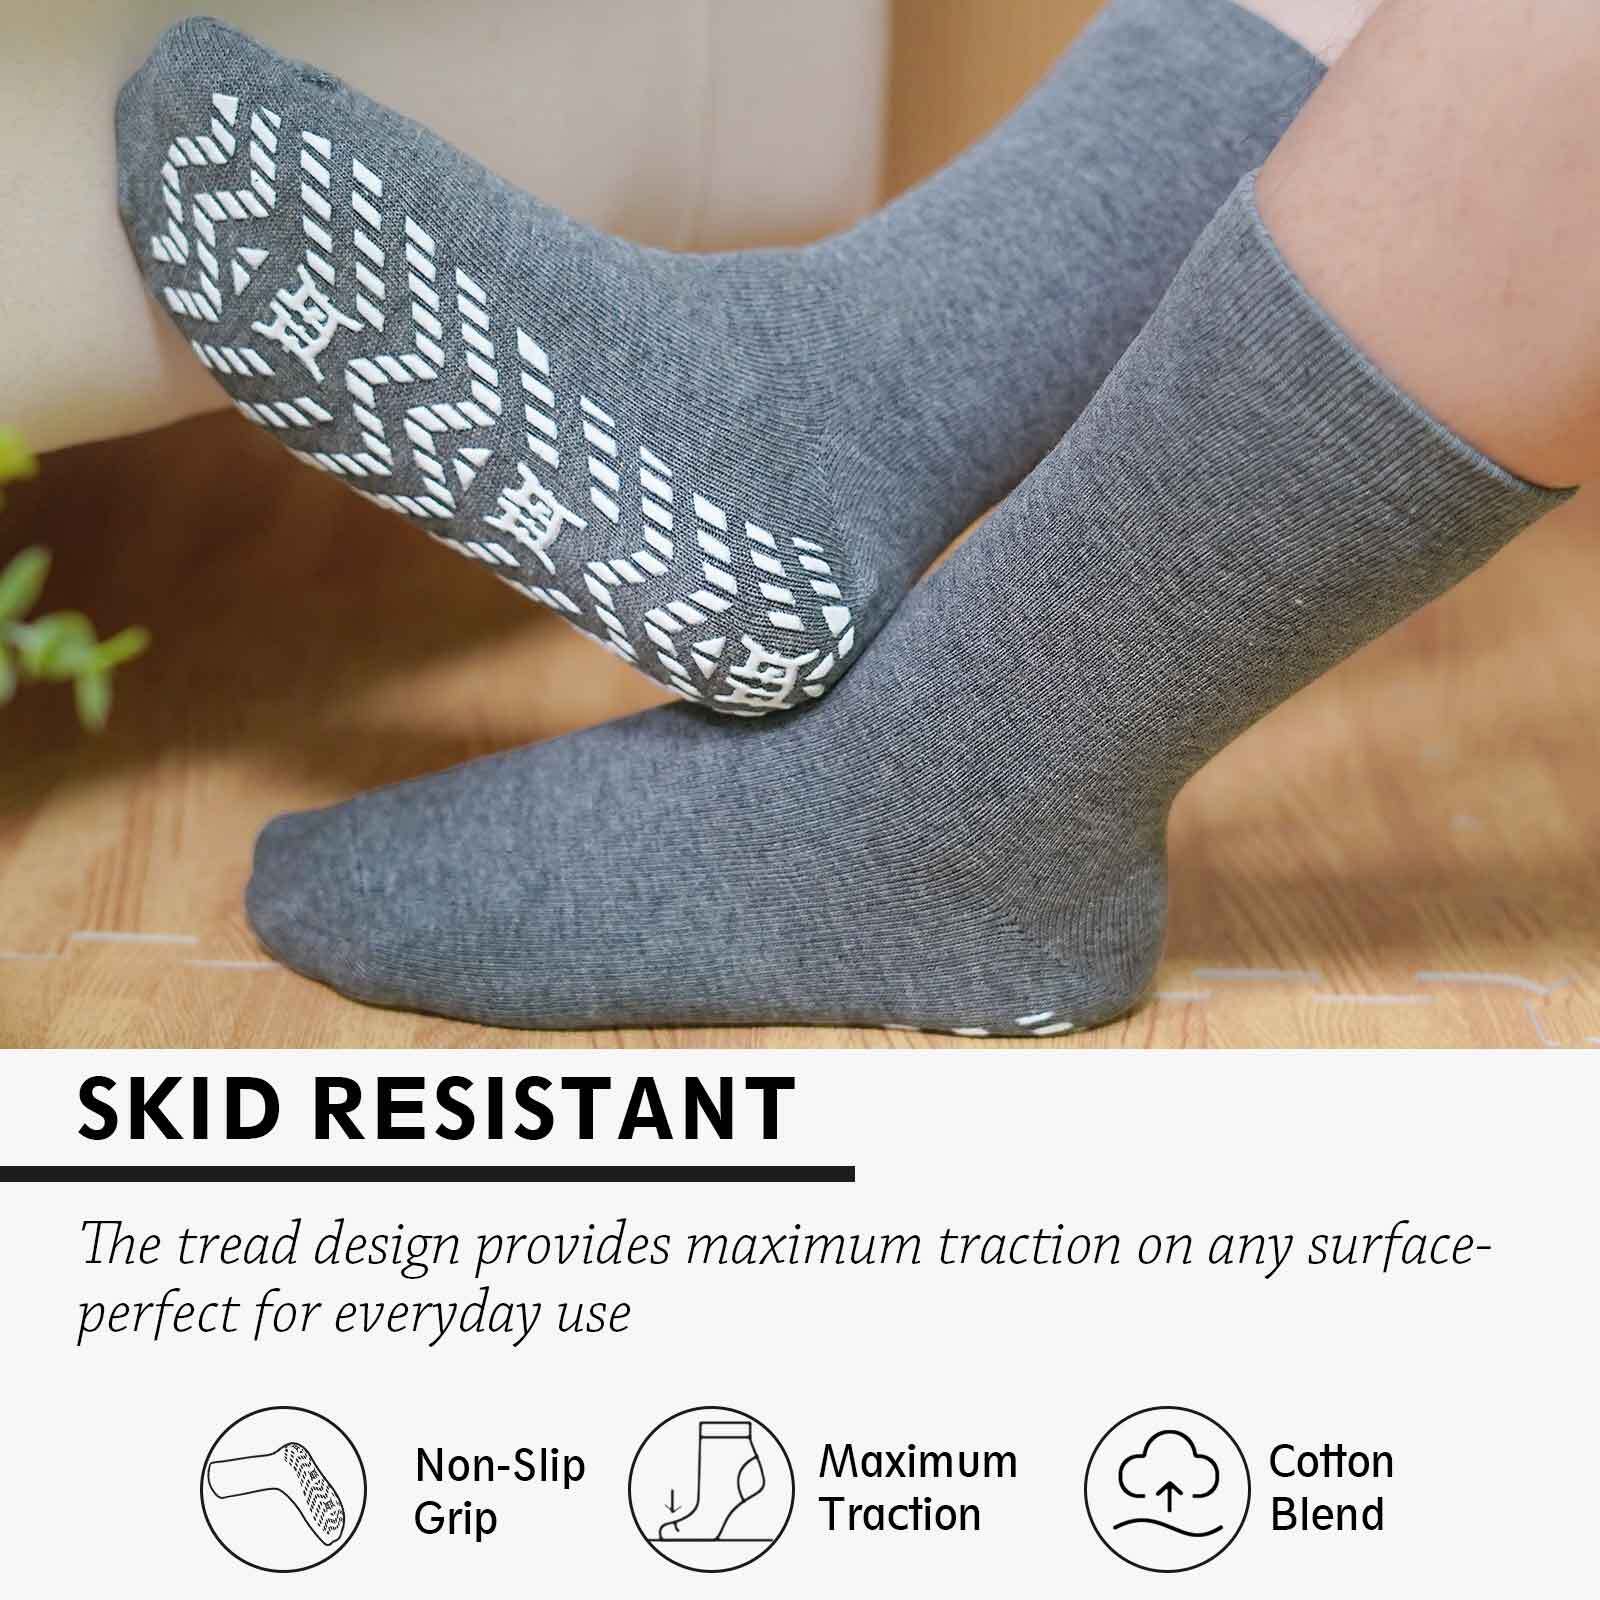 SKID RESISTANT
The tread design provides maximum traction on any surface-
perfect for everyday use
Non-Slip
Grip
Maximum
Traction
Cotton
Blend